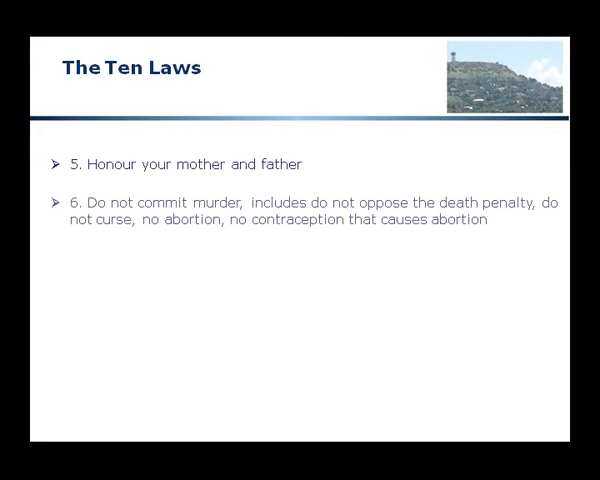 The Ten Laws
5. Honour your mother and father
6. Do not commit murder, includes do not oppose the death penalty, do
not curse, no abortion, no contraception that causes abortion